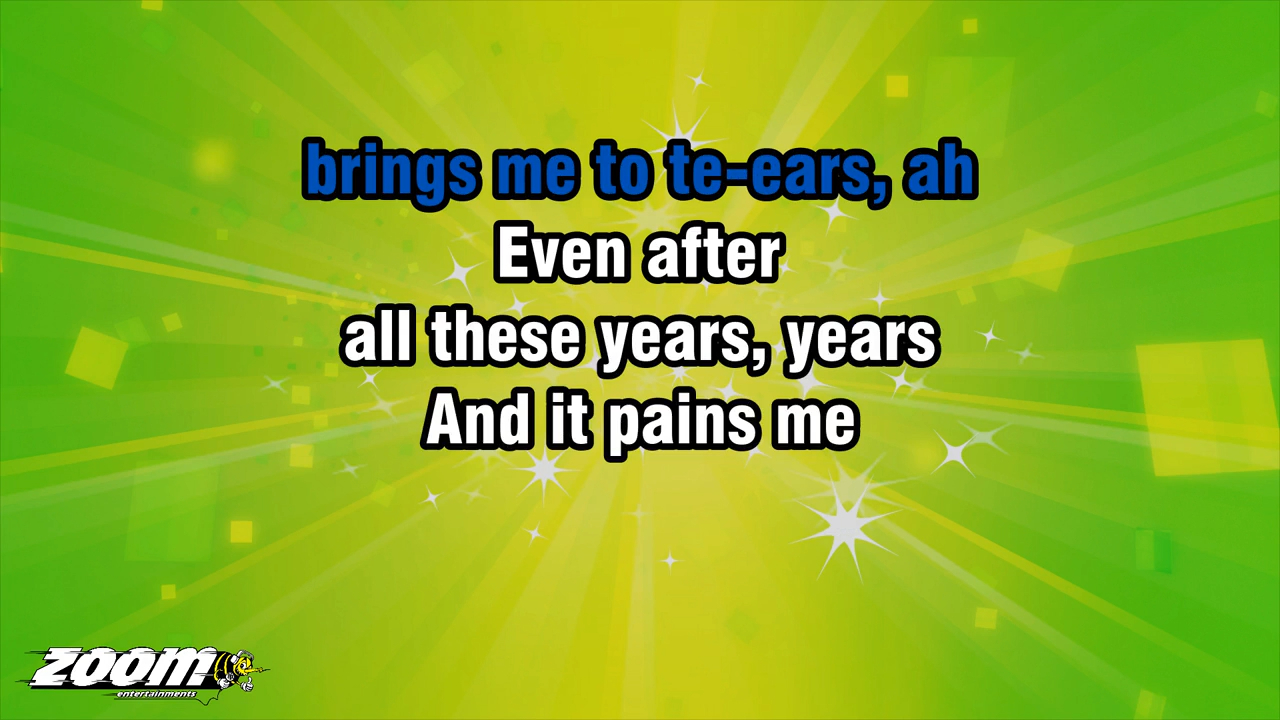 brings me to te-ears, ah
Even after
all these years, years
And it pains me
ZOOM
entertainments